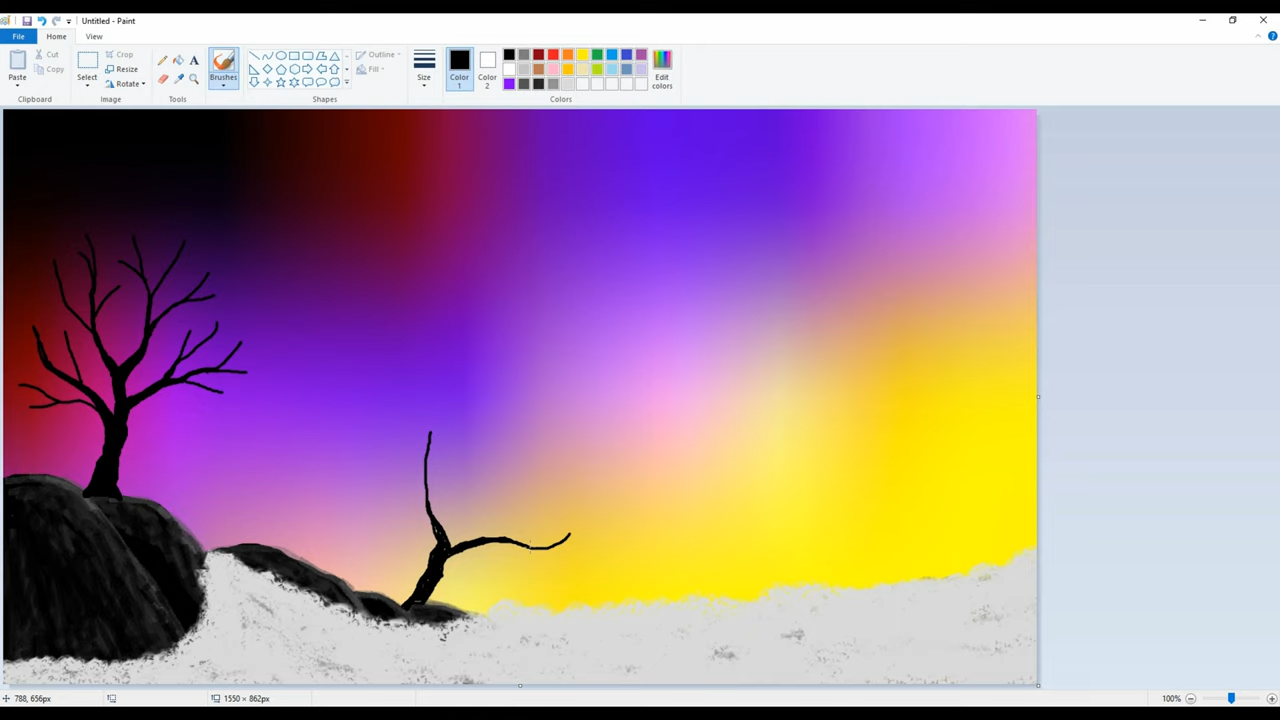 Untitled - Paint
File Home View
Paste
Cut
Copy
Clipboard
Select
Crop
Resize
Rotate
Image
A
Tools
Brushes
Outline
Fill
Shapes
Size
Color
1
Color
2
Edit
colors
Colors
788, 656px
1550 × 862px
100%